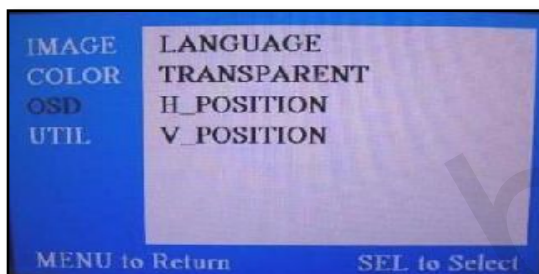 IMAGE LANGUAGE
COLOR TRANSPARENT
OSD H_POSITION
UTIL V_POSITION
MENU to Return SEL to Select